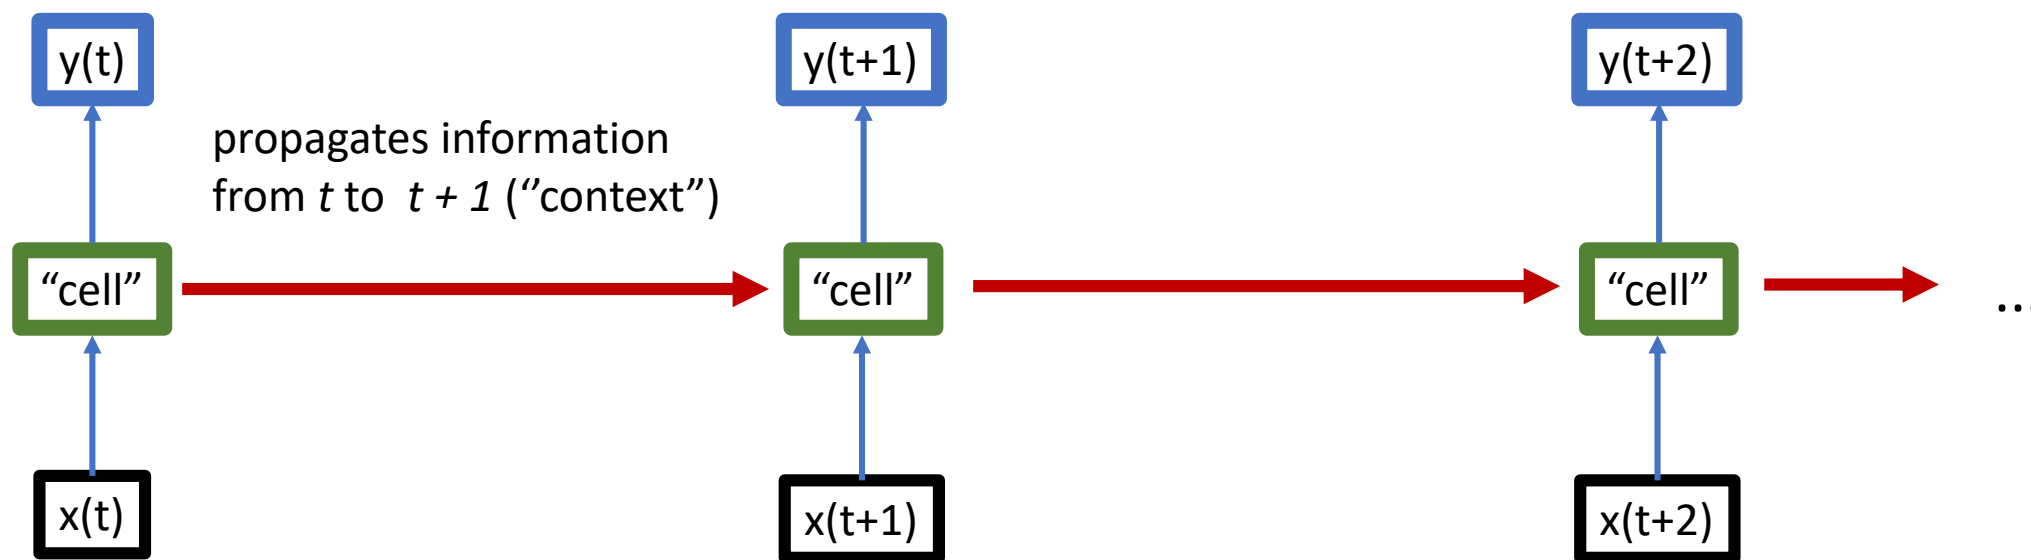 y(t)
y(t+1)
y(t+2)
propagates information
from t to t + 1 (‘’context”)
“cell”
“cell”
“cell”
...
x(t)
x(t+1)
x(t+2)